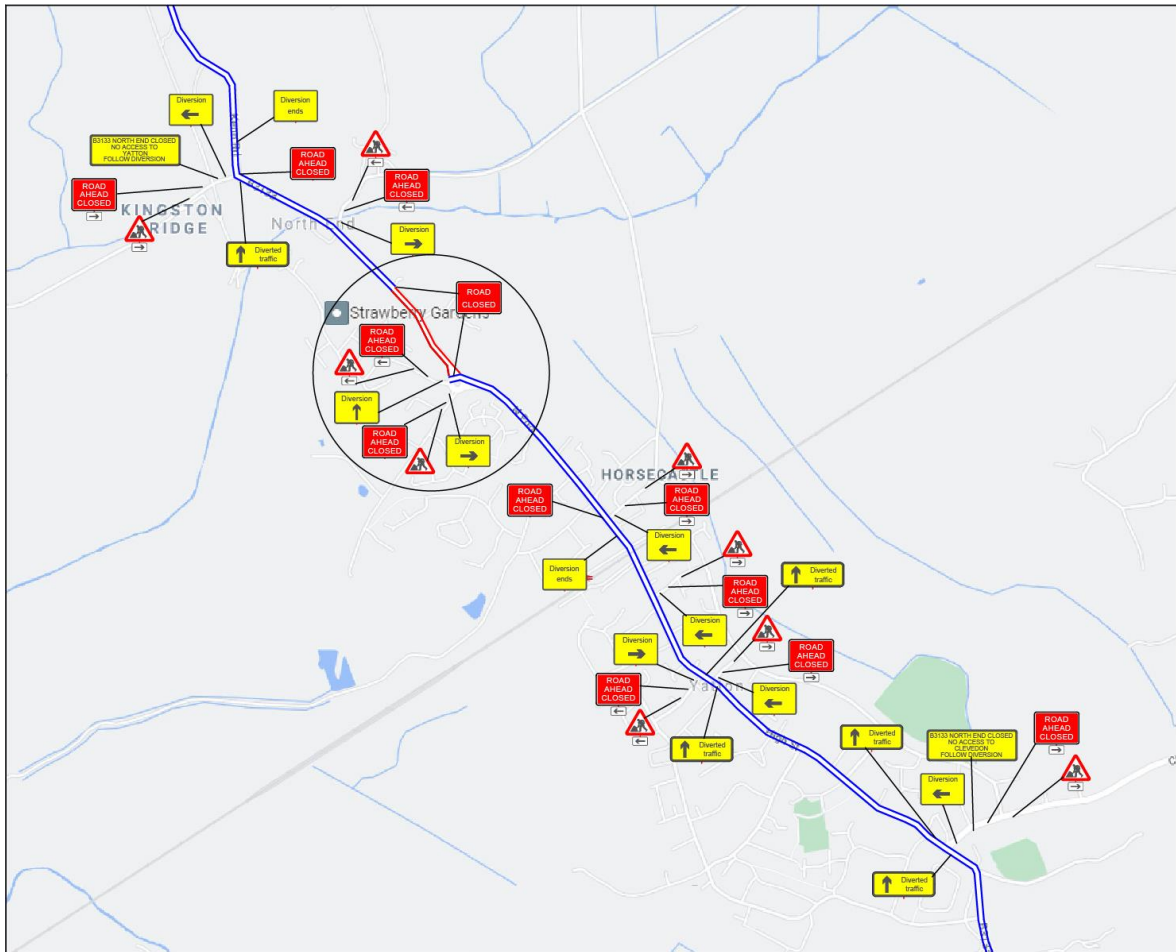 Diversion
Diversion
ends
B3133 NORTH END CLOSED
NO ACCESS TO
YATTON
FOLLOW DIVERSION
ROAD
AHEAD
CLOSED
ROAD
AHEAD
CLOSED
ROAD
AHEAD
CLOSED
KINGSTON
RIDGE
North End
Diversion
Diverted
traffic
ROAD
CLOSED
Strawberry Gardens
ROAD
AHEAD
CLOSED
Diversion
ROAD
AHEAD
CLOSED
Diversion
HORSECASTLE
ROAD
AHEAD
CLOSED
ROAD
AHEAD
CLOSED
Diversion
Diversion
ends
Diverted
traffic
ROAD
AHEAD
CLOSED
Diversion
Diversion
ROAD
AHEAD
CLOSED
ROAD
AHEAD
CLOSED
Yatton
Diversion
Diverted
traffic
Diverted
traffic
B3133 NORTH END CLOSED
NO ACCESS TO
CLEVEDON
FOLLOW DIVERSION
ROAD
AHEAD
CLOSED
Diversion
High St
Diverted
traffic